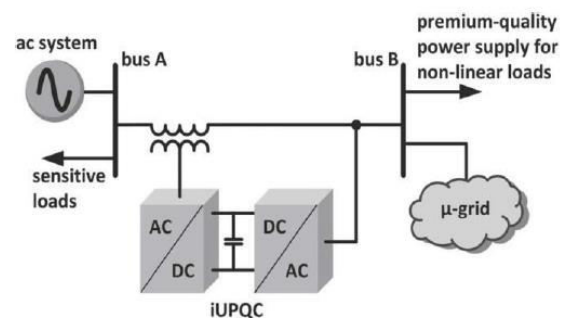 ac system
bus A
bus B
premium-quality
power supply for
non-linear loads
sensitive
loads
μ-grid
AC
DC
DC
AC
iUPQC